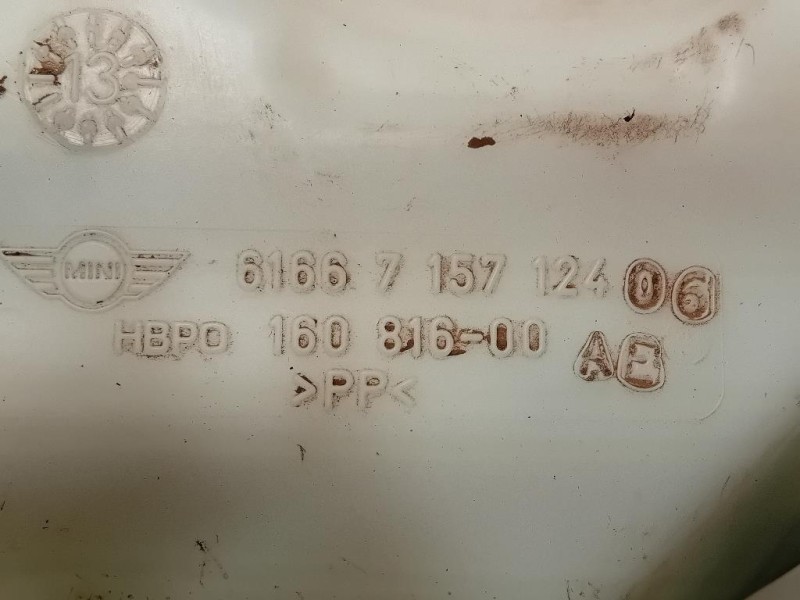 13
MINI 6166 7 157 124 06
HBPO 160 816-00 AE
>PP<